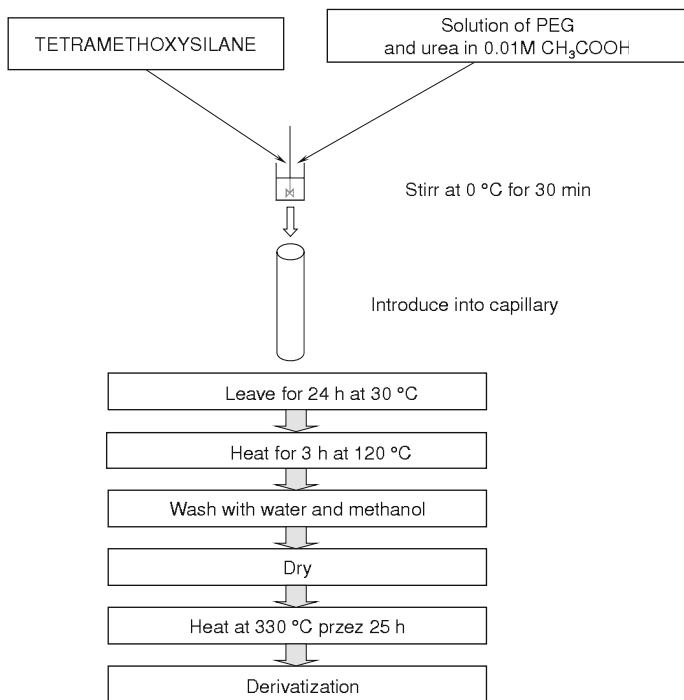 TETRAMETHOXYSILANE
Solution of PEG
and urea in 0.01M CH₃COOH
Stirr at 0 °C for 30 min
Introduce into capillary
Leave for 24 h at 30 °C
Heat for 3 h at 120 °C
Wash with water and methanol
Dry
Heat at 330 °C przez 25 h
Derivatization